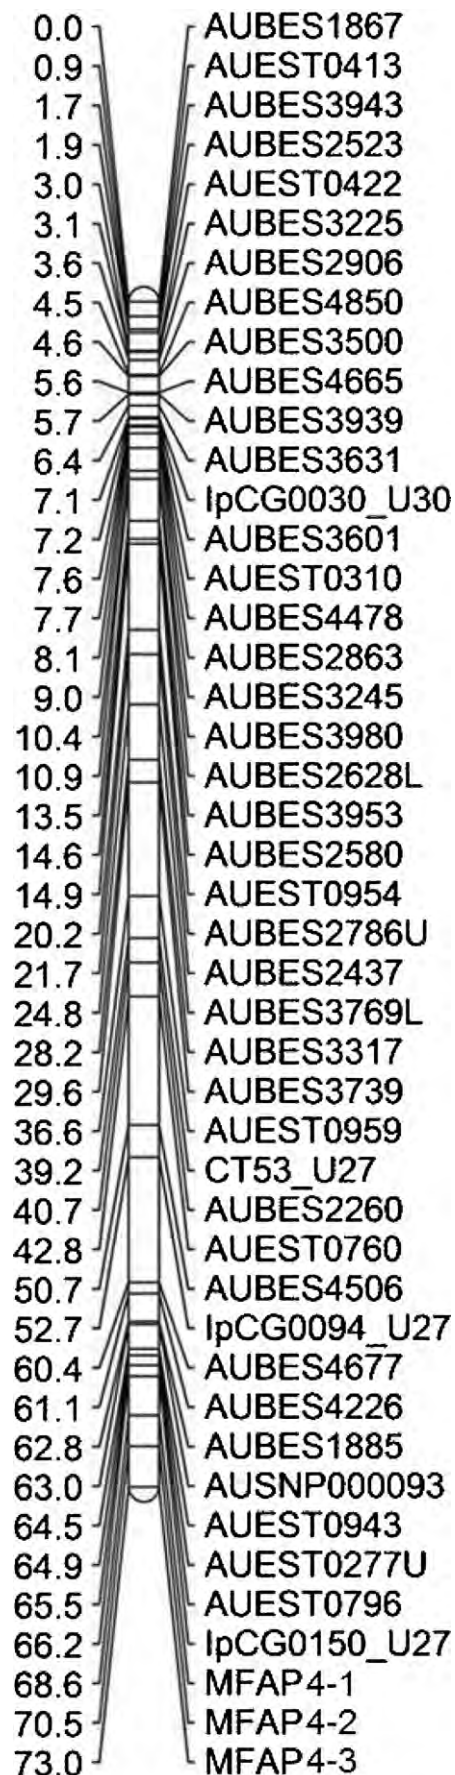 0.0 AUBES1867
0.9 AUEST0413
1.7 AUBES3943
1.9 AUBES2523
3.0 AUEST0422
3.1 AUBES3225
3.6 AUBES2906
4.5 AUBES4850
4.6 AUBES3500
5.6 AUBES4665
5.7 AUBES3939
6.4 AUBES3631
7.1 IpCG0030_U30
7.2 AUBES3601
7.6 AUEST0310
7.7 AUBES4478
8.1 AUBES2863
9.0 AUBES3245
10.4 AUBES3980
10.9 AUBES2628L
13.5 AUBES3953
14.6 AUBES2580
14.9 AUEST0954
20.2 AUBES2786U
21.7 AUBES2437
24.8 AUBES3769L
28.2 AUBES3317
29.6 AUBES3739
36.6 AUEST0959
39.2 CT53_U27
40.7 AUBES2260
42.8 AUEST0760
50.7 AUBES4506
52.7 IpCG0094_U27
60.4 AUBES4677
61.1 AUBES4226
62.8 AUBES1885
63.0 AUSNP000093
64.5 AUEST0943
64.9 AUEST0277U
65.5 AUEST0796
66.2 IpCG0150_U27
68.6 MFAP4-1
70.5 MFAP4-2
73.0 MFAP4-3